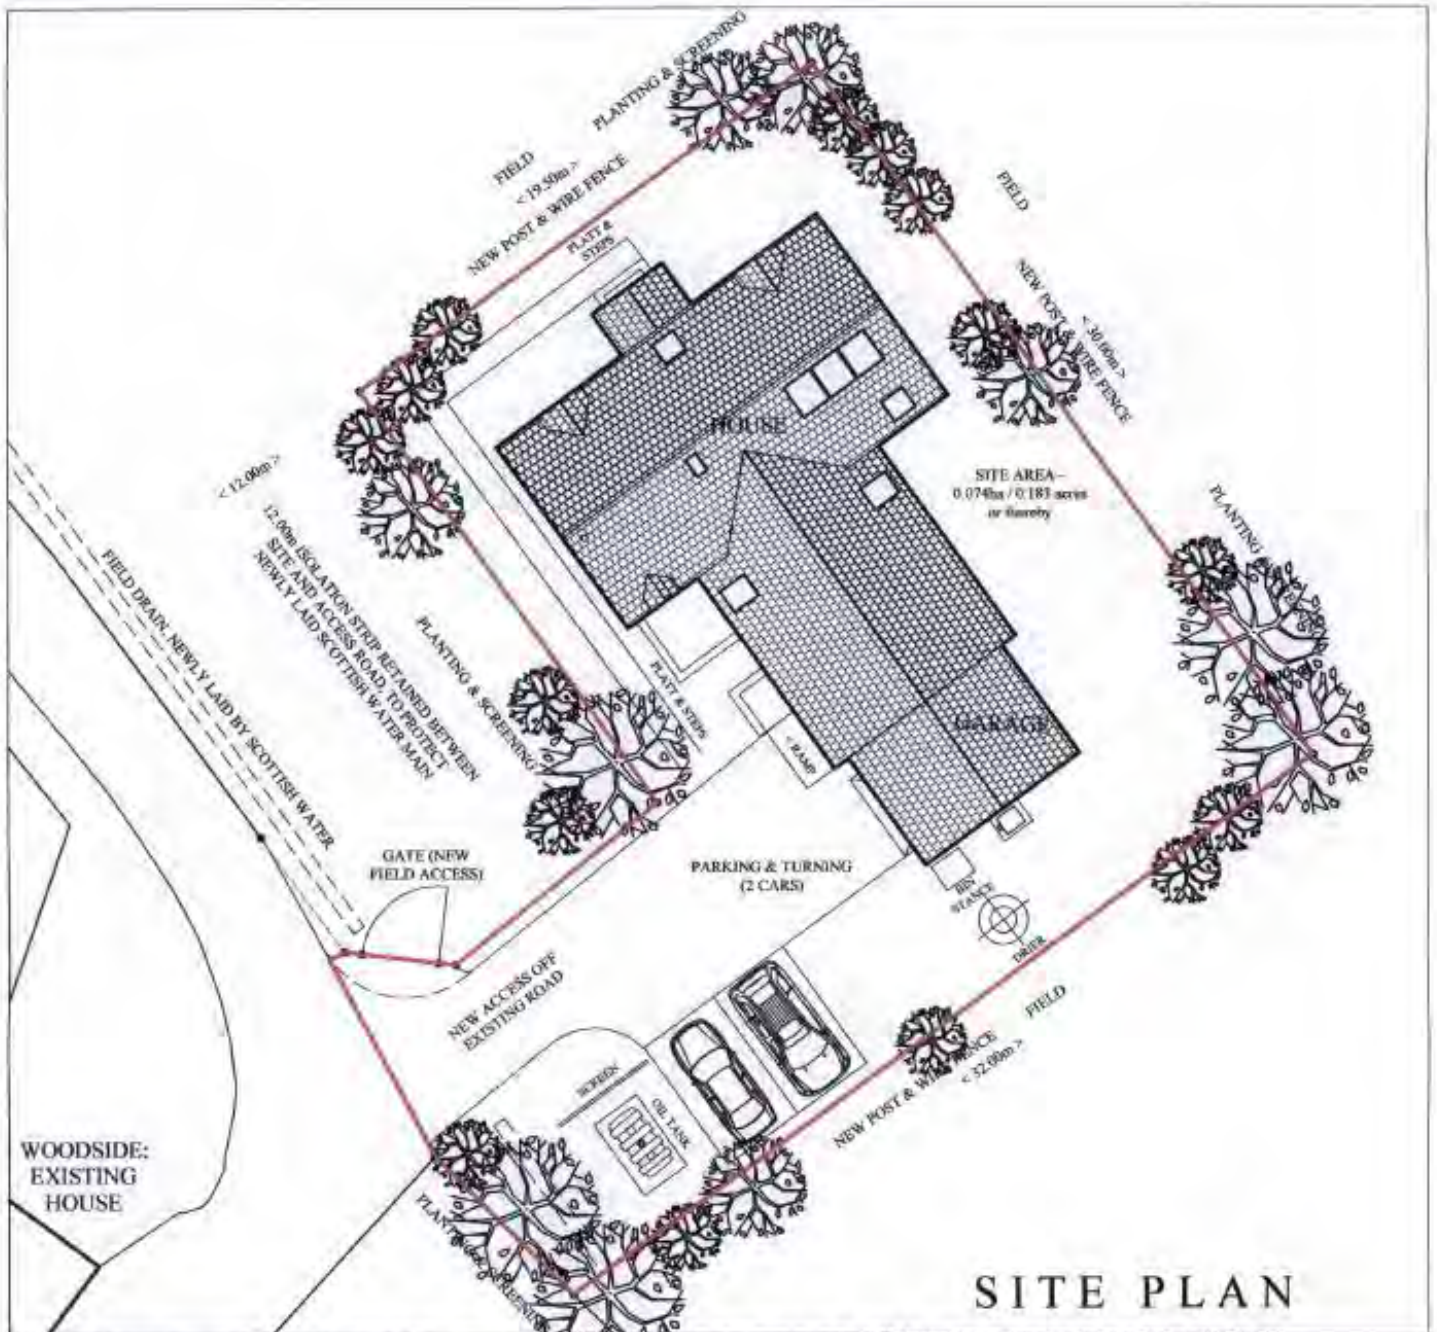 PLANTING & SCREENING
FIELD
< 19.50m >
NEW POST & WIRE FENCE
PLATT &
STEPS
FIELD
NEW POST & WIRE FENCE
< 30.00m >
HOUSE
SITE AREA -
0.074ha / 0.183 acres
or thereby
< 12.00m >
12.00m ISOLATION STRIP RETAINED BETWEEN
SITE AND ACCESS ROAD, TO PROTECT
NEWLY LAID SCOTTISH WATER MAIN
FIELD DRAIN, NEWLY LAID BY SCOTTISH WATER
PLANTING & SCREENING
PLANTING
PLATT & STEPS
< RAMP
GARAGE
GATE (NEW
FIELD ACCESS)
PARKING & TURNING
(2 CARS)
BIN
STANCE
DRIER
NEW ACCESS OFF
EXISTING ROAD
FIELD
NEW POST & WIRE FENCE
< 32.00m >
SCREEN
OIL TANK
WOODSIDE:
EXISTING
HOUSE
PLANTING & SCREENING
SITE PLAN